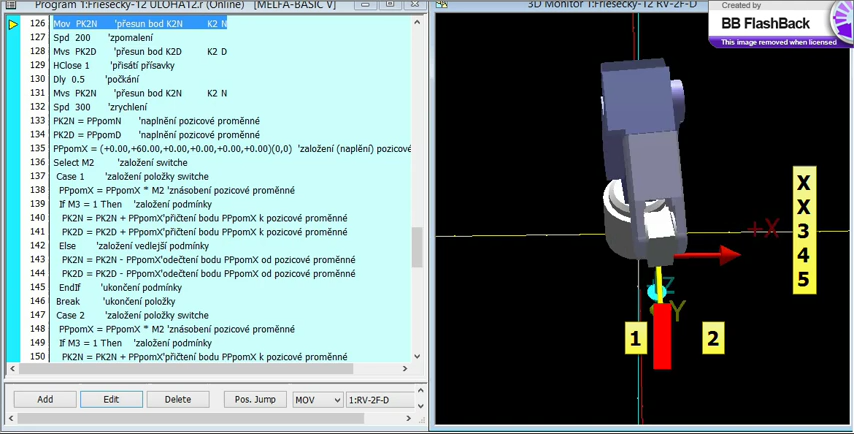 Program 1:Friesecky-12 ULOHA12.r (Online) [MELFA-BASIC V]
126 Mov PK2N 'přesun bod K2N K2 N
127 Spd 200 'zpomalení
128 Mvs PK2D 'přesun bod K2D K2 D
129 HClose 1 'přisátí přísavky
130 Dly 0.5 'počkání
131 Mvs PK2N 'přesun bod K2N K2 N
132 Spd 300 'zrychlení
133 PK2N = PPpomN 'naplnění pozicové proměnné
134 PK2D = PPpomD 'naplnění pozicové proměnné
135 PPpomX = (+0.00,+60.00,+0.00,+0.00,+0.00,+0.00)(0,0) 'založení (naplění) pozicové
136 Select M2 'založení switche
137 Case 1 'založení položky switche
138 PPpomX = PPpomX * M2 'znásobení pozicové proměnné
139 If M3 = 1 Then 'založení podmínky
140 PK2N = PK2N + PPpomX'přičtení bodu PPpomX k pozicové proměnné
141 PK2D = PK2D + PPpomX'přičtení bodu PPpomX k pozicové proměnné
142 Else 'založení vedlejší podmínky
143 PK2N = PK2N - PPpomX'odečtení bodu PPpomX od pozicové proměnné
144 PK2D = PK2D - PPpomX'odečtení bodu PPpomX od pozicové proměnné
145 EndIf 'ukončení podmínky
146 Break 'ukončení položky
147 Case 2 'založení položky switche
148 PPpomX = PPpomX * M2 'znásobení pozicové proměnné
149 If M3 = 1 Then 'založení podmínky
150 PK2N = PK2N + PPpomX'přičtení bodu PPpomX k pozicové proměnné
Add Edit Delete Pos. Jump MOV 1:RV-2F-D
3D Monitor 1:Friesecky-12 RV-2F-D
Created by
BB FlashBack
This image removed when licensed
X
X
3
4
5
+X
+Z
Y
1 2